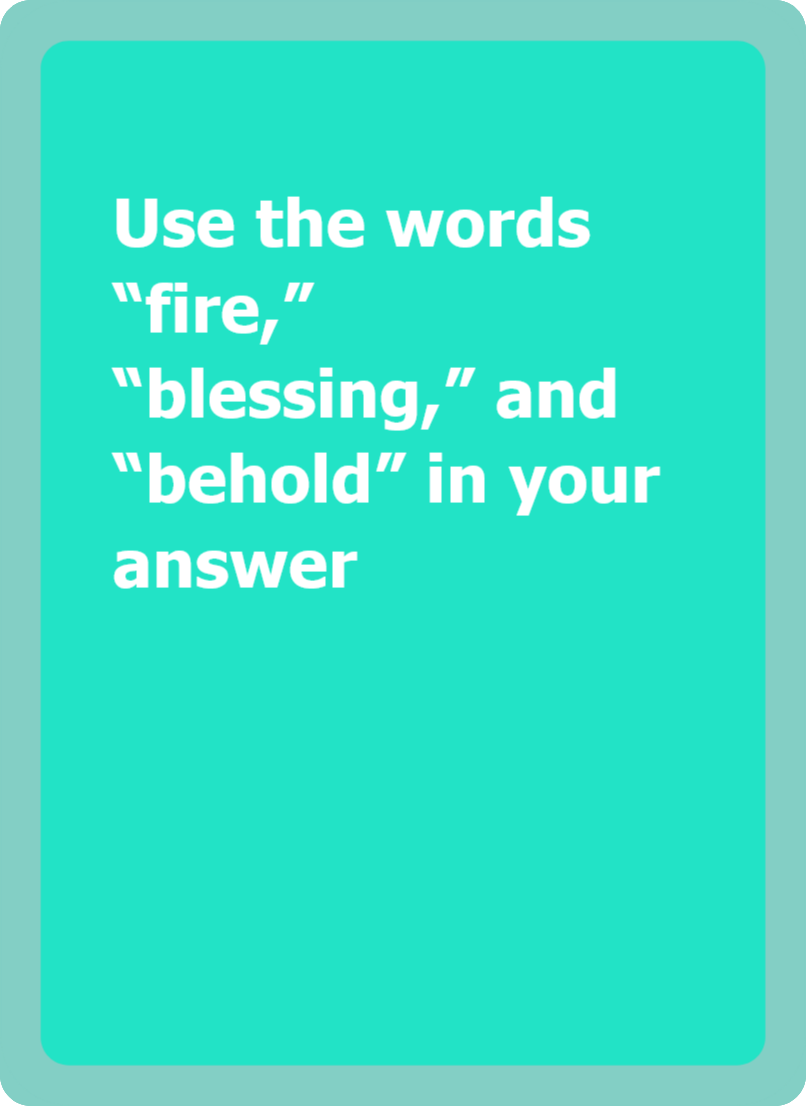 Use the words
“fire,”
“blessing,” and
“behold” in your
answer